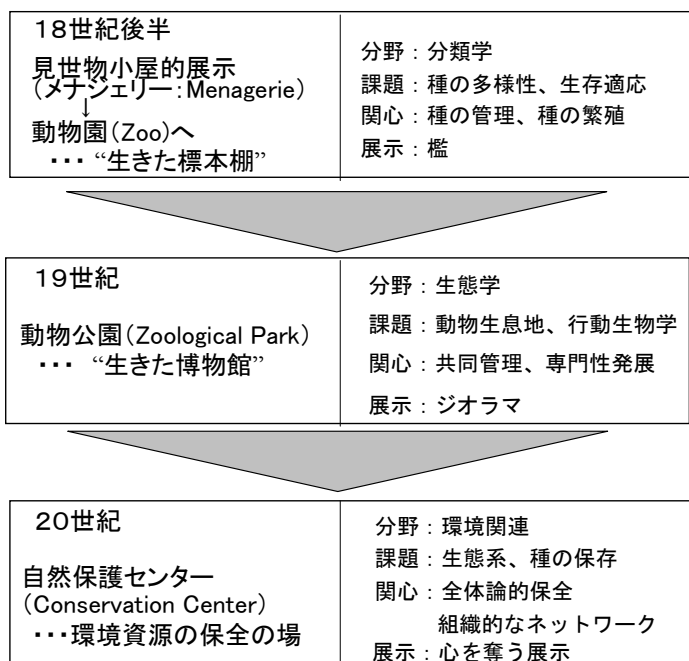 18世紀後半
見世物小屋的展示
(メナジェリー：Menagerie)
↓
動物園(Zoo)へ
・・・ “生きた標本棚”
分野：分類学
課題：種の多様性、生存適応
関心：種の管理、種の繁殖
展示：檻
19世紀
動物公園(Zoological Park)
・・・ “生きた博物館”
分野：生態学
課題：動物生息地、行動生物学
関心：共同管理、専門性発展
展示：ジオラマ
20世紀
自然保護センター
(Conservation Center)
・・・環境資源の保全の場
分野：環境関連
課題：生態系、種の保存
関心：全体論的保全
組織的なネットワーク
展示：心を奪う展示